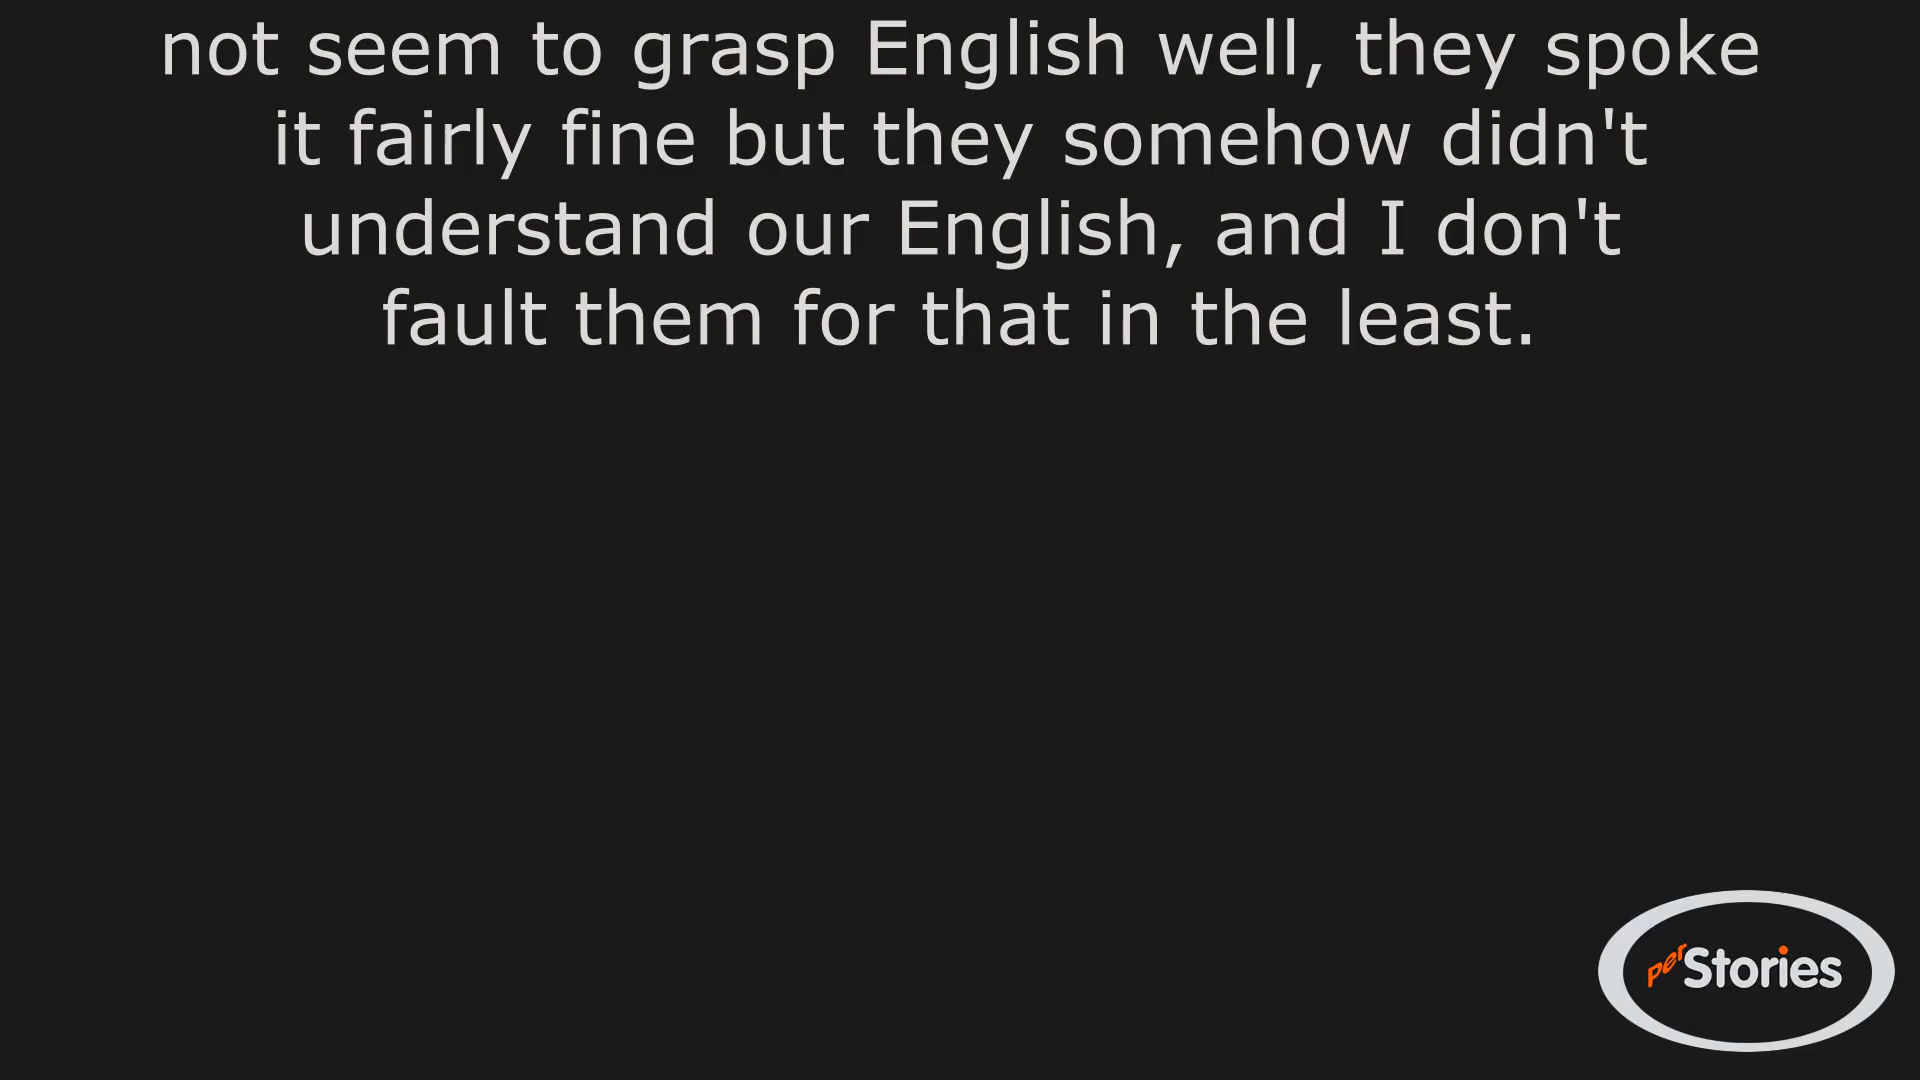 not seem to grasp English well, they spoke
it fairly fine but they somehow didn't
understand our English, and I don't
fault them for that in the least.
perStories